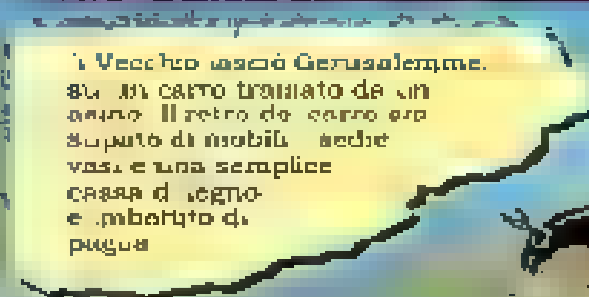 Vecchio lasciò Gerusalemme.
su un carro trainato da un
asino. Il retro del carro era
stipato di mobili sedie
vasi e una semplice
cassa di legno
e imbottito di
paglia